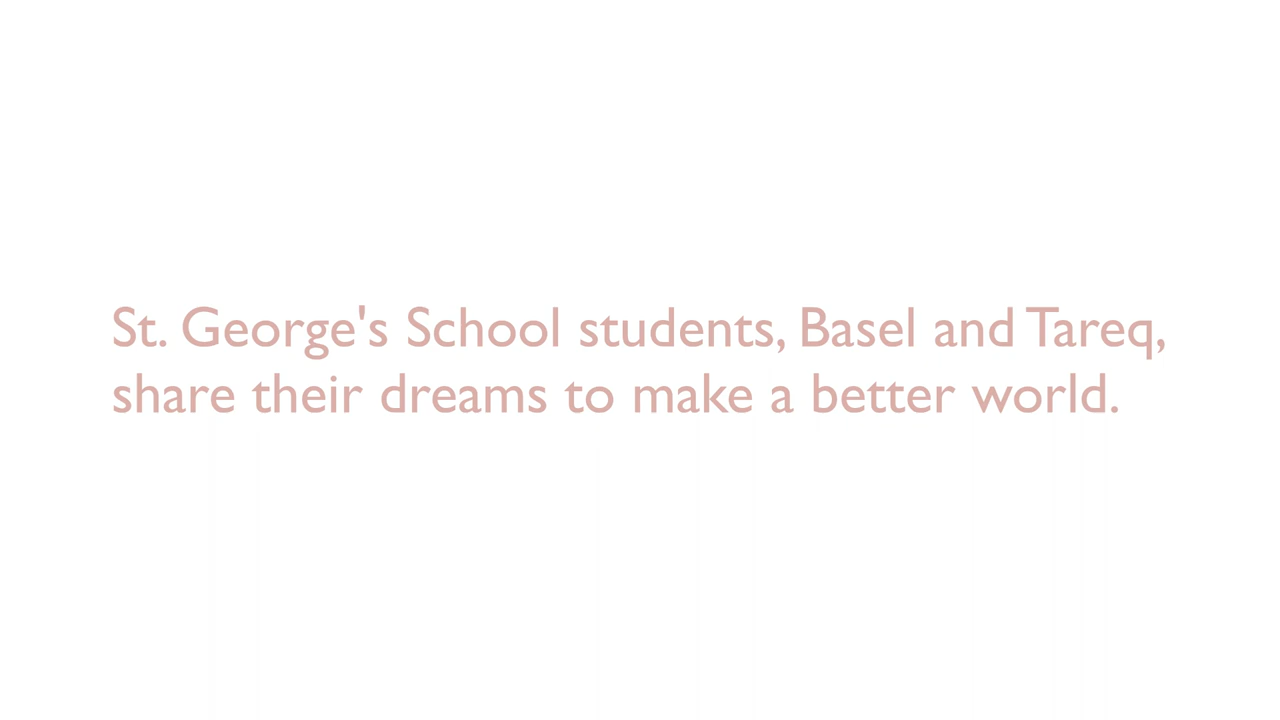 St. George's School students, Basel and Tareq,
share their dreams to make a better world.